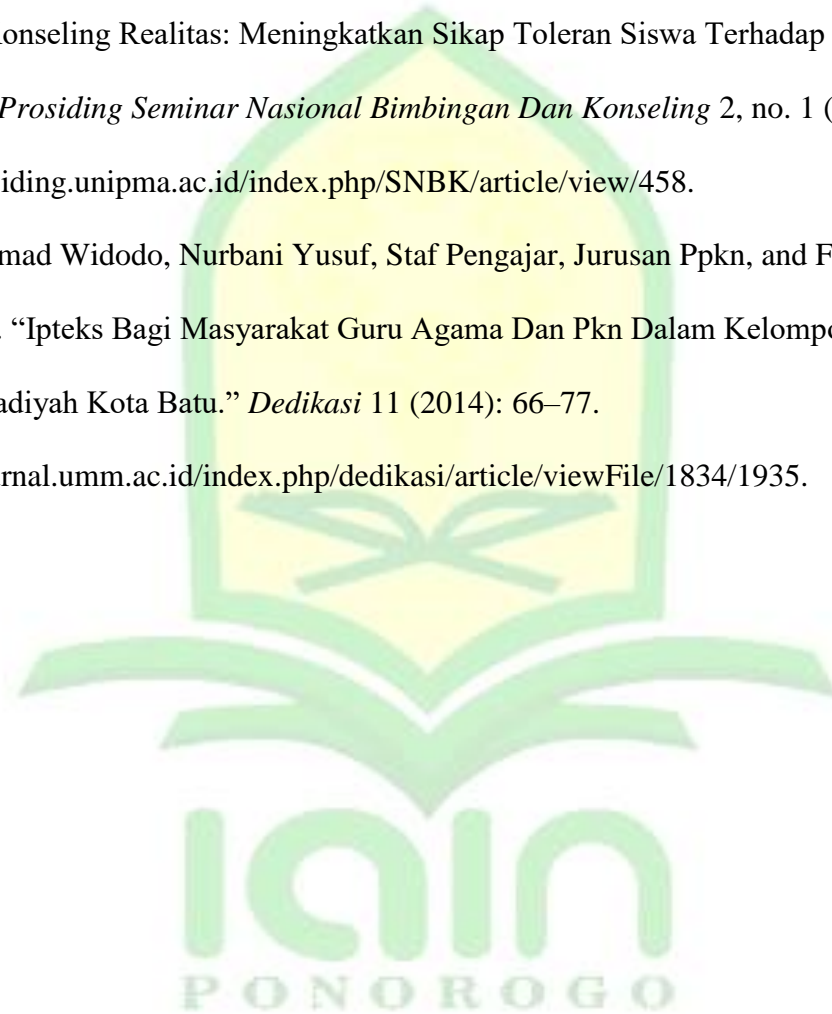 onseling Realitas: Meningkatkan Sikap Toleran Siswa Terhadap
Prosiding Seminar Nasional Bimbingan Dan Konseling 2, no. 1 (
iding.unipma.ac.id/index.php/SNBK/article/view/458.
mad Widodo, Nurbani Yusuf, Staf Pengajar, Jurusan Ppkn, and F
. “Ipteks Bagi Masyarakat Guru Agama Dan Pkn Dalam Kelompo
adiyah Kota Batu.” Dedikasi 11 (2014): 66–77.
rnal.umm.ac.id/index.php/dedikasi/article/viewFile/1834/1935.
iain
PONOROGO